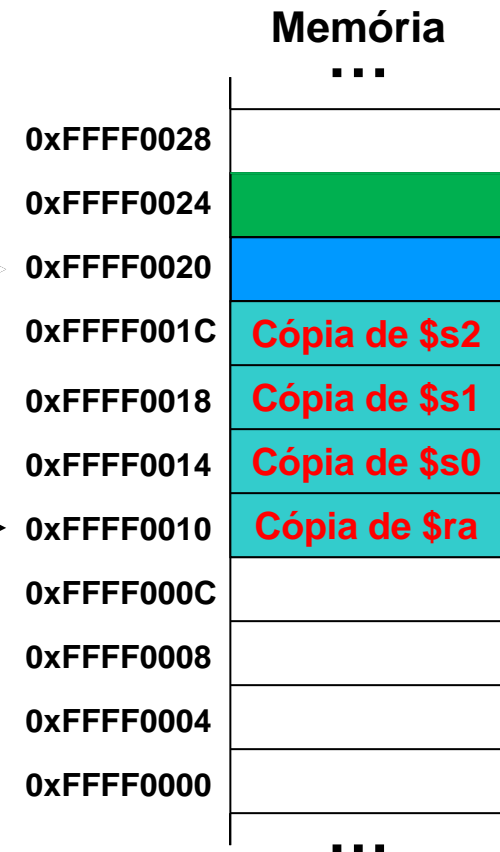 Memória
...
0xFFFF0028
0xFFFF0024
0xFFFF0020
0xFFFF001C Cópia de $s2
0xFFFF0018 Cópia de $s1
0xFFFF0014 Cópia de $s0
0xFFFF0010 Cópia de $ra
0xFFFF000C
0xFFFF0008
0xFFFF0004
0xFFFF0000
...